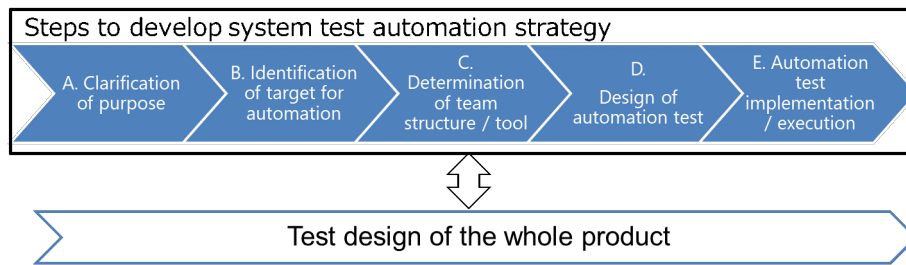 Steps to develop system test automation strategy
A. Clarification
of purpose
B. Identification
of target for
automation
C.
Determination
of team
structure / tool
D.
Design of
automation test
E. Automation
test
implementation
/ execution
Test design of the whole product